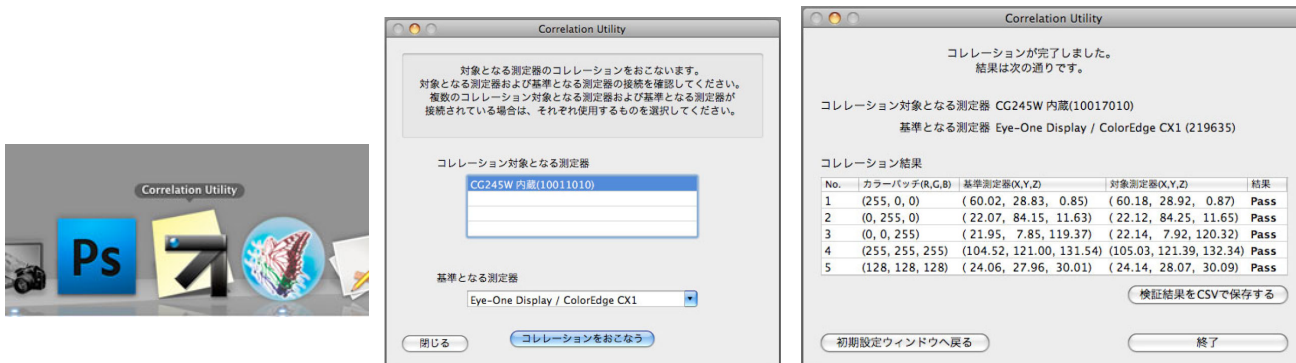 Correlation Utility
Ps
Correlation Utility
対象となる測定器のコレレーションをおこないます。
対象となる測定器および基準となる測定器の接続を確認してください。
複数のコレレーション対象となる測定器および基準となる測定器が
接続されている場合は、それぞれ使用するものを選択してください。
コレレーション対象となる測定器
CG245W 内蔵(10011010)
基準となる測定器
Eye-One Display / ColorEdge CX1
閉じる
コレレーションをおこなう
Correlation Utility
コレレーションが完了しました。
結果は次の通りです。
コレレーション対象となる測定器 CG245W 内蔵(10017010)
基準となる測定器 Eye-One Display / ColorEdge CX1 (219635)
コレレーション結果
No. カラーパッチ(R,G,B) 基準測定器(X,Y,Z) 対象測定器(X,Y,Z) 結果
1 (255, 0, 0) ( 60.02, 28.83, 0.85) ( 60.18, 28.92, 0.87) Pass
2 (0, 255, 0) ( 22.07, 84.15, 11.63) ( 22.12, 84.25, 11.65) Pass
3 (0, 0, 255) ( 21.95, 7.85, 119.37) ( 22.14, 7.92, 120.32) Pass
4 (255, 255, 255) (104.52, 121.00, 131.54) (105.03, 121.39, 132.34) Pass
5 (128, 128, 128) ( 24.06, 27.96, 30.01) ( 24.14, 28.07, 30.09) Pass
検証結果をCSVで保存する
初期設定ウィンドウへ戻る
終了